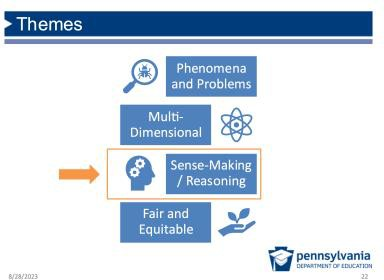 Themes
Phenomena
and Problems
Multi-
Dimensional
Sense-Making
/ Reasoning
Fair and
Equitable
pennsylvania
DEPARTMENT OF EDUCATION
8/28/2023
22